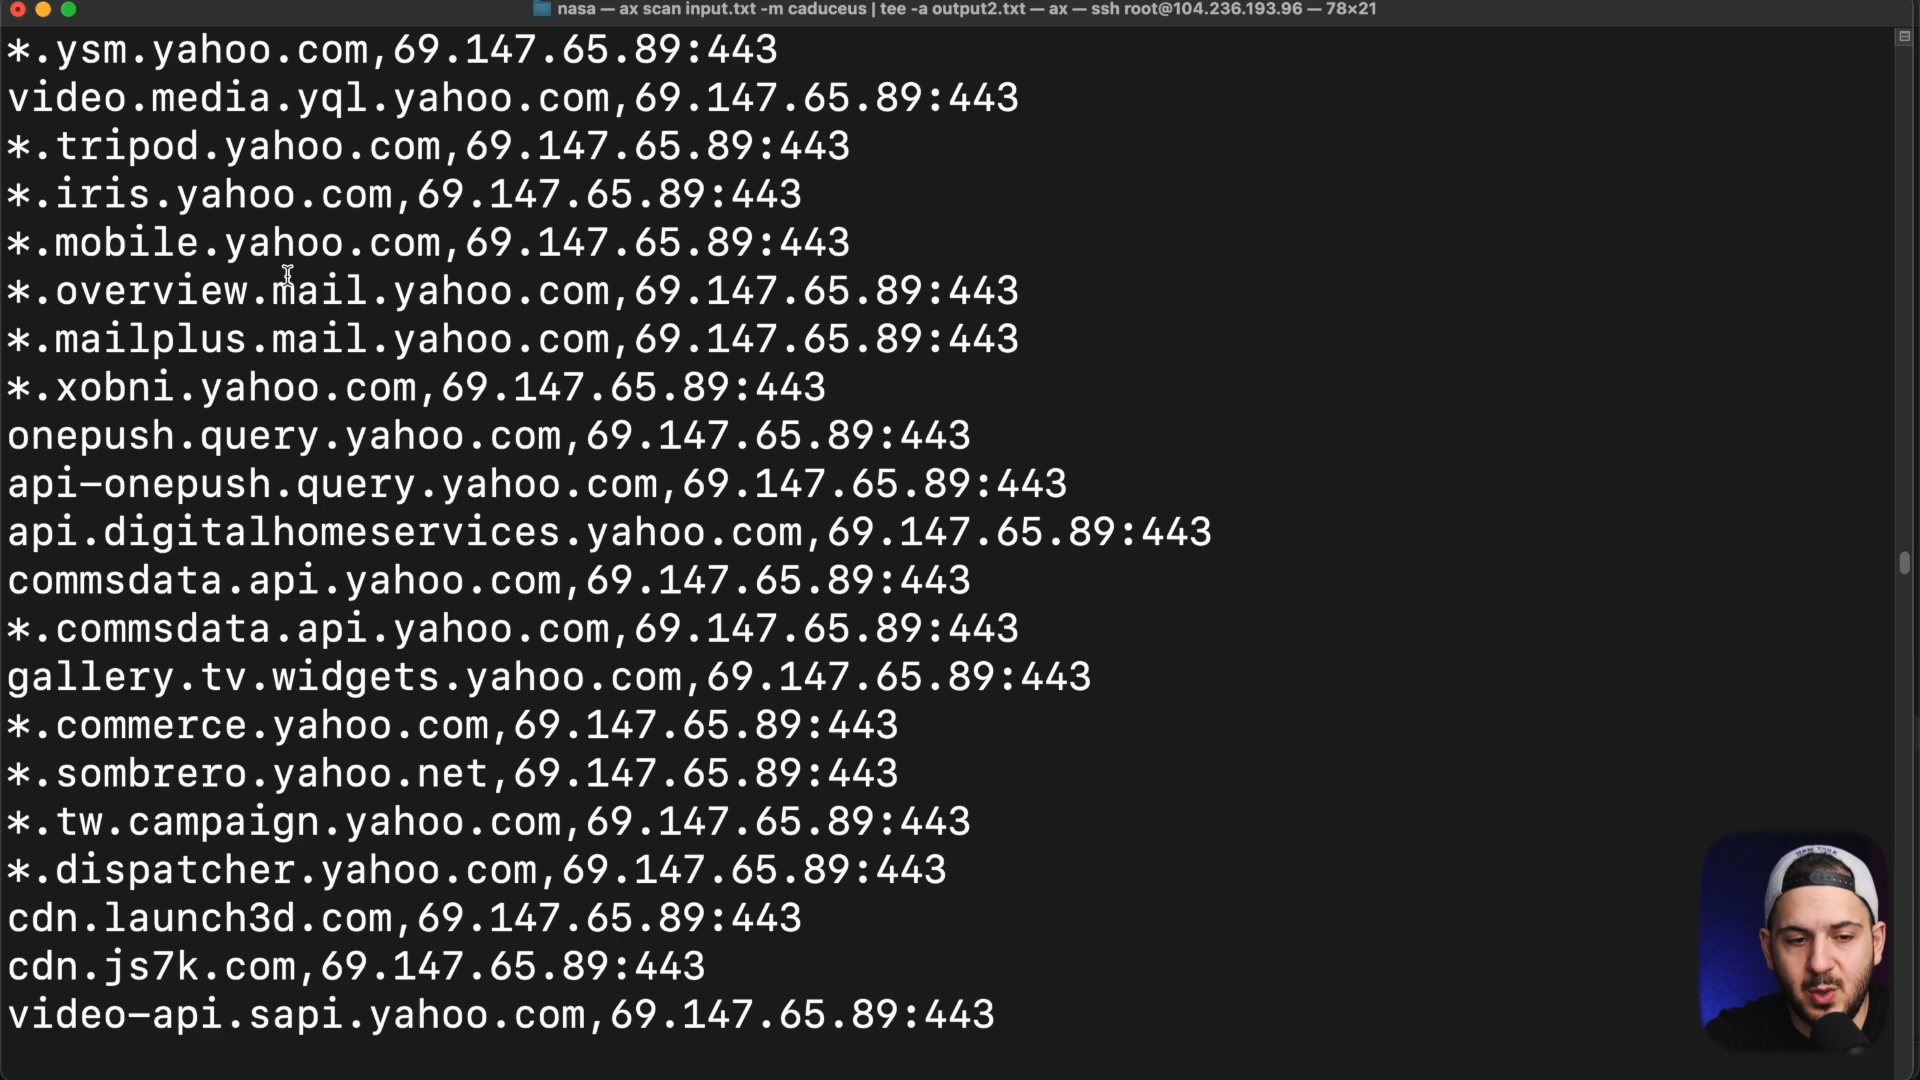 nasa — ax scan input.txt -m caduceus | tee -a output2.txt — ax — ssh root@104.236.193.96 — 78×21
*.ysm.yahoo.com,69.147.65.89:443
video.media.yql.yahoo.com,69.147.65.89:443
*.tripod.yahoo.com,69.147.65.89:443
*.iris.yahoo.com,69.147.65.89:443
*.mobile.yahoo.com,69.147.65.89:443
*.overview.mail.yahoo.com,69.147.65.89:443
*.mailplus.mail.yahoo.com,69.147.65.89:443
*.xobni.yahoo.com,69.147.65.89:443
onepush.query.yahoo.com,69.147.65.89:443
api-onepush.query.yahoo.com,69.147.65.89:443
api.digitalhomeservices.yahoo.com,69.147.65.89:443
commsdata.api.yahoo.com,69.147.65.89:443
*.commsdata.api.yahoo.com,69.147.65.89:443
gallery.tv.widgets.yahoo.com,69.147.65.89:443
*.commerce.yahoo.com,69.147.65.89:443
*.sombrero.yahoo.net,69.147.65.89:443
*.tw.campaign.yahoo.com,69.147.65.89:443
*.dispatcher.yahoo.com,69.147.65.89:443
cdn.launch3d.com,69.147.65.89:443
cdn.js7k.com,69.147.65.89:443
video-api.sapi.yahoo.com,69.147.65.89:443